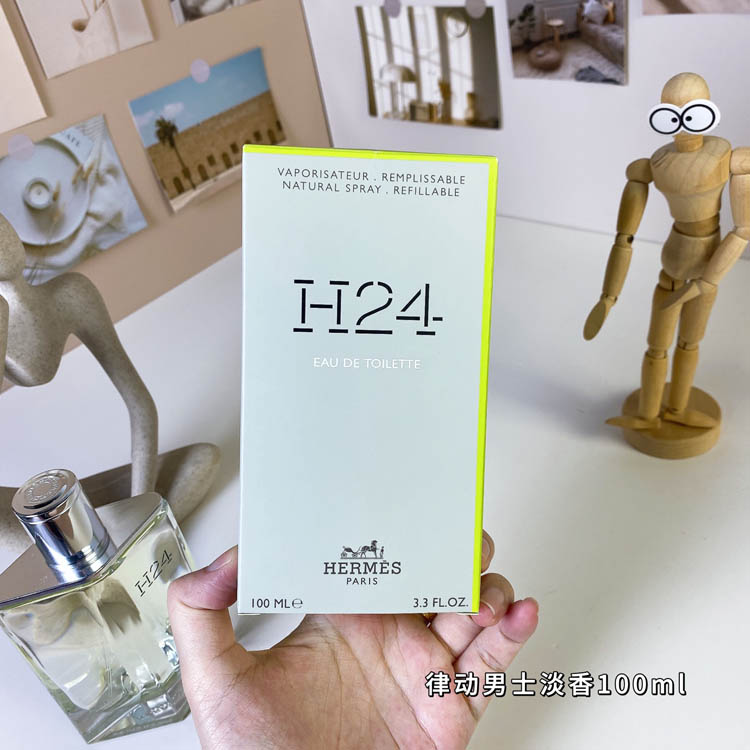 VAPORISATEUR . REMPLISSABLE
NATURAL SPRAY . REFILLABLE
H24
EAU DE TOILETTE
HERMÈS
PARIS
100 ML℮
3.3 FL.OZ.
H24
律动男士淡香100ml